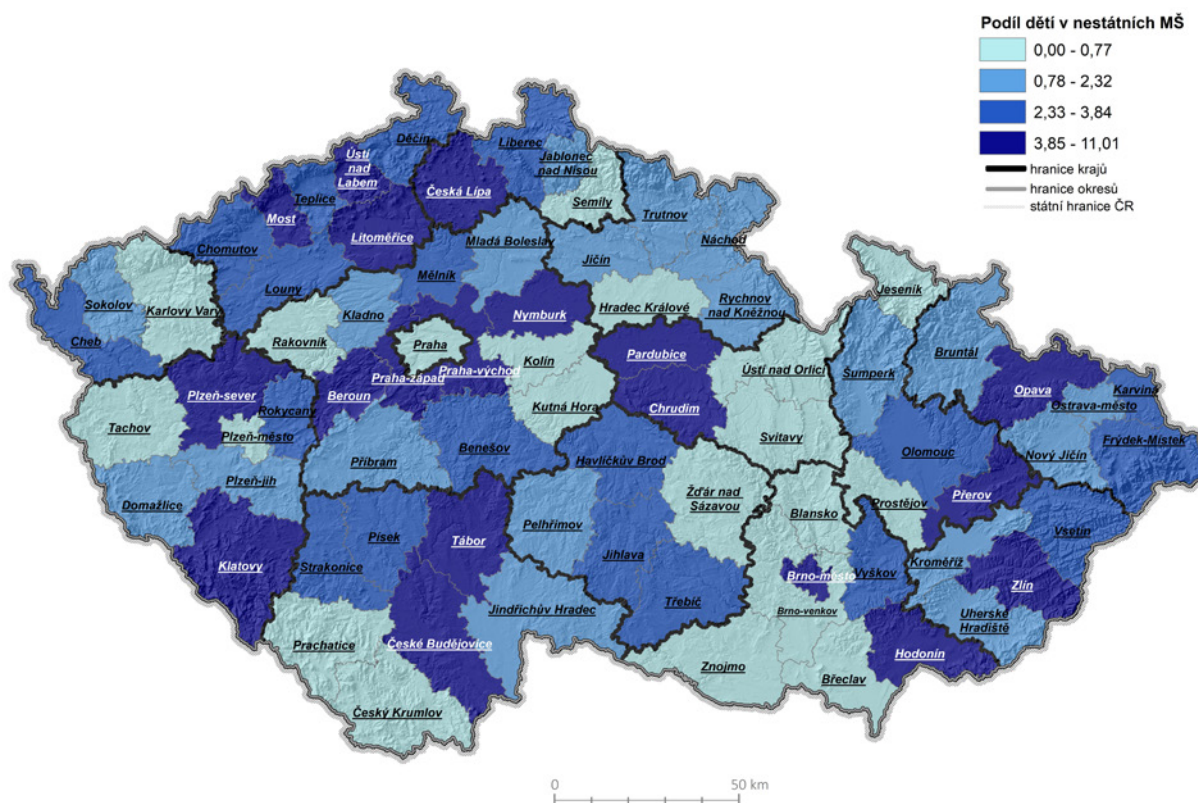 Podíl dětí v nestátních MŠ
0,00 - 0,77
0,78 - 2,32
2,33 - 3,84
3,85 - 11,01
hranice krajů
hranice okresů
státní hranice ČR
Děčín
Liberec
Ústí
nad
Labem
Jablonec
nad Nisou
Česká Lípa
Teplice
Semily
Most
Trutnov
Litoměřice
Mladá Boleslav
Náchod
Chomutov
Jičín
Mělník
Jeseník
Louny
Sokolov
Karlovy Vary
Kladno
Nymburk
Hradec Králové
Rychnov
nad Kněžnou
Cheb
Rakovník
Praha
Kolín
Pardubice
Bruntál
Praha-východ
Praha-západ
Ústí nad Orlicí
Šumperk
Opava
Karviná
Ostrava-město
Plzeň-sever
Beroun
Rokycany
Kutná Hora
Chrudim
Tachov
Plzeň-město
Svitavy
Frýdek-Místek
Benešov
Olomouc
Nový Jičín
Příbram
Havlíčkův Brod
Plzeň-jih
Žďár nad
Sázavou
Přerov
Prostějov
Domažlice
Blansko
Pelhřimov
Vsetín
Písek
Tábor
Jihlava
Kroměříž
Klatovy
Strakonice
Brno-město
Vyškov
Zlín
Třebíč
Jindřichův Hradec
Brno-venkov
Uherské
Hradiště
Prachatice
České Budějovice
Hodonín
Znojmo
Břeclav
Český Krumlov
0
50 km